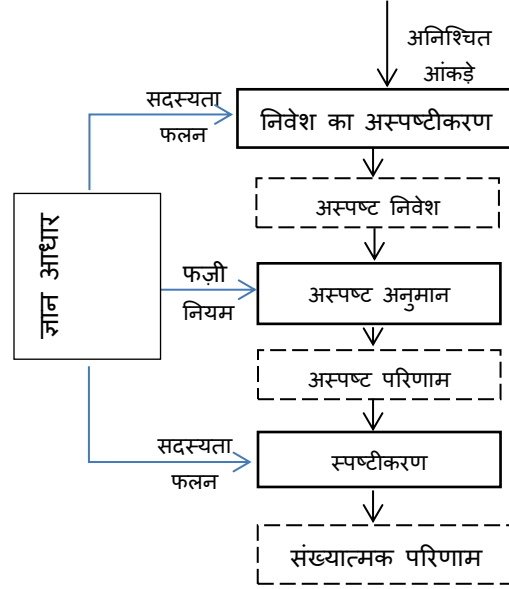 अनिश्चित
आंकड़े
सदस्यता
फलन
निवेश का अस्पष्टीकरण
अस्पष्ट निवेश
ज्ञान आधार
फज़ी
नियम
अस्पष्ट अनुमान
अस्पष्ट परिणाम
सदस्यता
फलन
स्पष्टीकरण
संख्यात्मक परिणाम